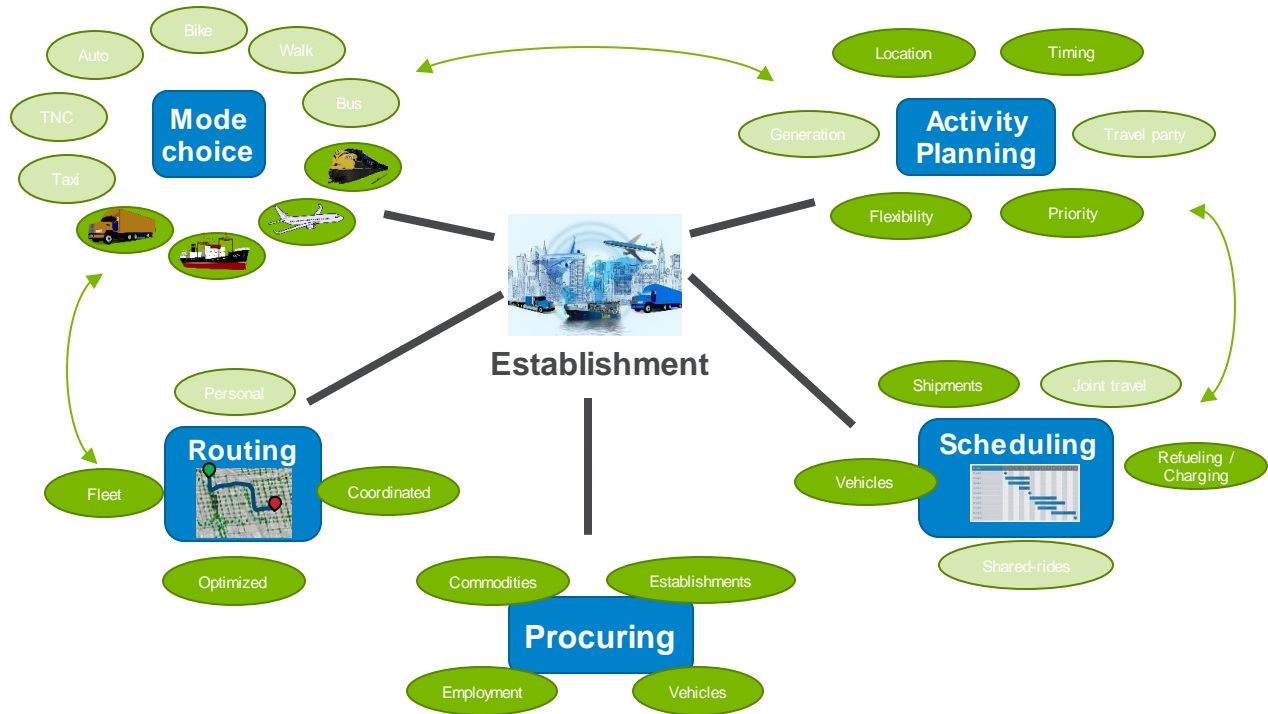 Bike
Auto
Walk
TNC
Bus
Taxi
Mode
choice
Location
Timing
Generation
Activity
Planning
Travel party
Flexibility
Priority
Establishment
Personal
Routing
Fleet
Coordinated
Optimized
Shipments
Joint travel
Scheduling
Vehicles
Refueling /
Charging
Shared-rides
Commodities
Establishments
Procuring
Employment
Vehicles